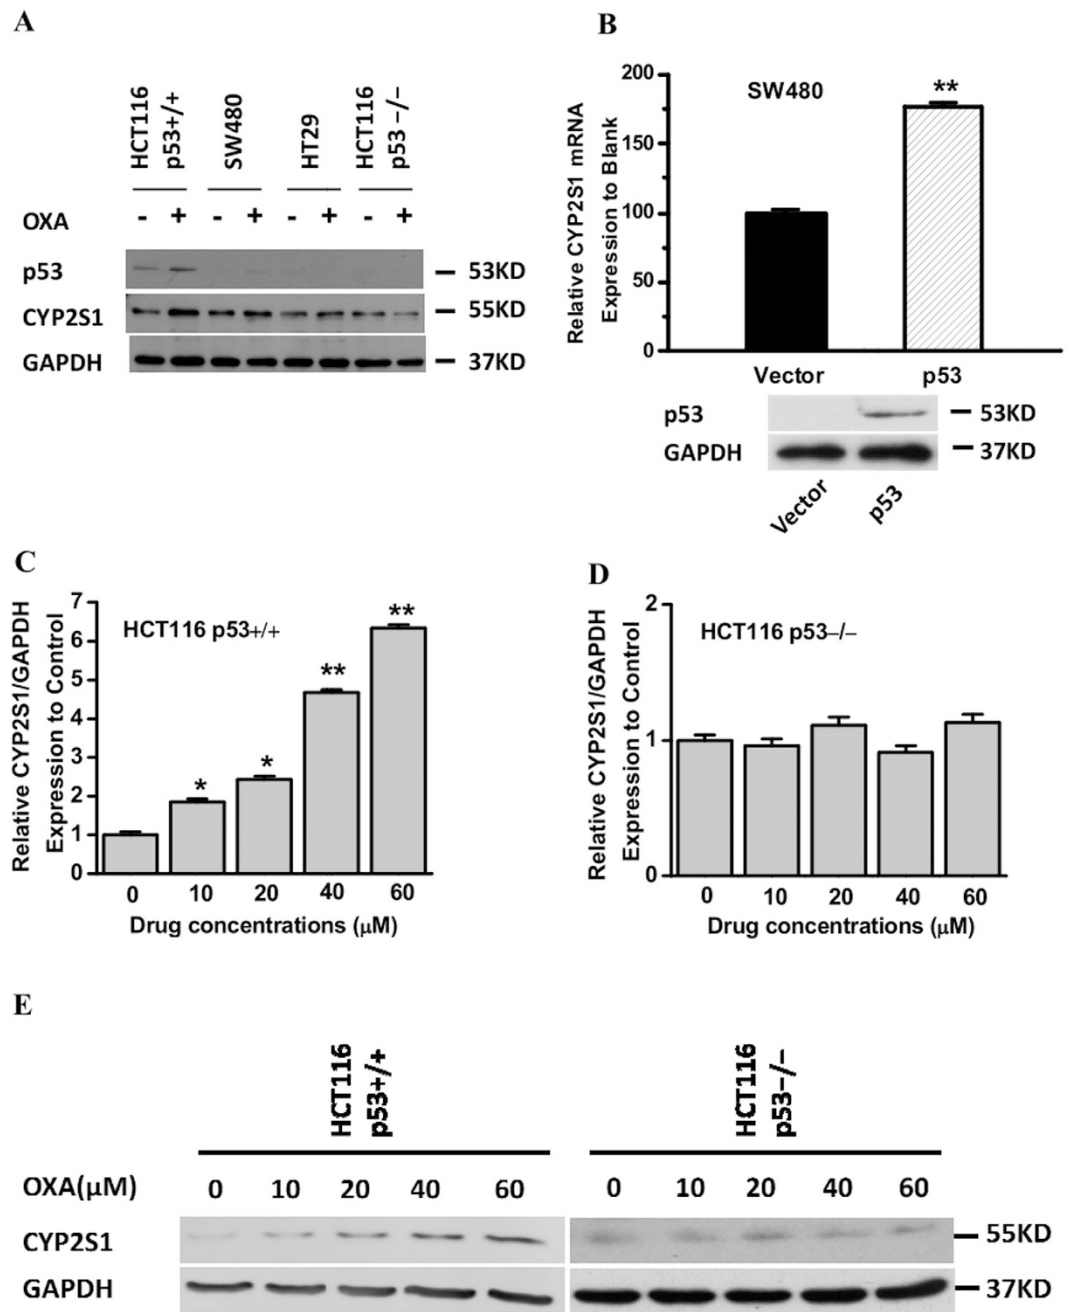 A
HCT116
p53+/+
SW480
HT29
HCT116
p53 –/–
OXA - + - + - + - +
p53 53KD
CYP2S1 55KD
GAPDH 37KD
B
Relative CYP2S1 mRNA
Expression to Blank
200
150
100
50
0
SW480
**
Vector p53
p53 53KD
GAPDH 37KD
Vector p53
C
Relative CYP2S1/GAPDH
Expression to Control
7
6
5
4
3
2
1
0
HCT116 p53+/+
* * ** **
0 10 20 40 60
Drug concentrations (μM)
D
Relative CYP2S1/GAPDH
Expression to Control
2
1
0
HCT116 p53–/–
0 10 20 40 60
Drug concentrations (μM)
E
HCT116
p53+/+
HCT116
p53–/–
OXA(μM) 0 10 20 40 60 0 10 20 40 60
CYP2S1 55KD
GAPDH 37KD